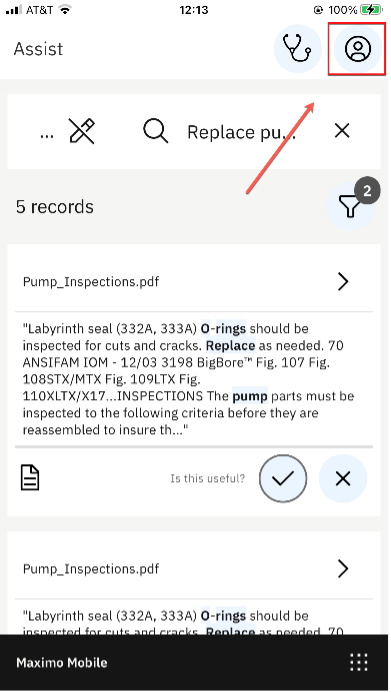 AT&T 12:13 100%
Assist
... Replace pu...
5 records 2
Pump_Inspections.pdf
"Labyrinth seal (332A, 333A) O-rings should be
inspected for cuts and cracks. Replace as needed. 70
ANSIFAM IOM - 12/03 3198 BigBore™ Fig. 107 Fig.
108STX/MTX Fig. 109LTX Fig.
110XLTX/X17...INSPECTIONS The pump parts must be
inspected to the following criteria before they are
reassembled to insure th..."
Is this useful?
Pump_Inspections.pdf
"Labyrinth seal (332A, 333A) O-rings should be
inspected for cuts and cracks. Replace as needed. 70
Maximo Mobile